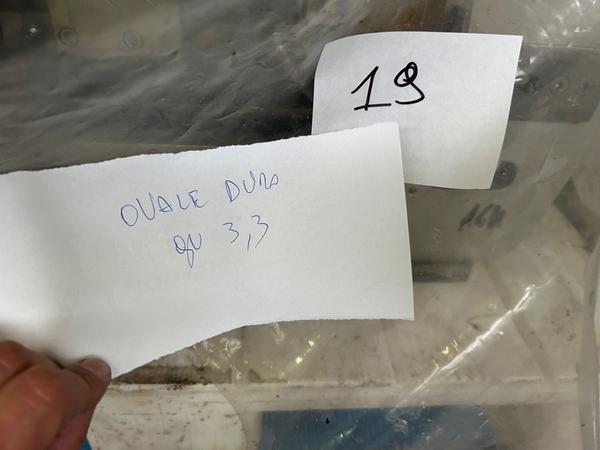 19
OVALE DURO
qu 3,3